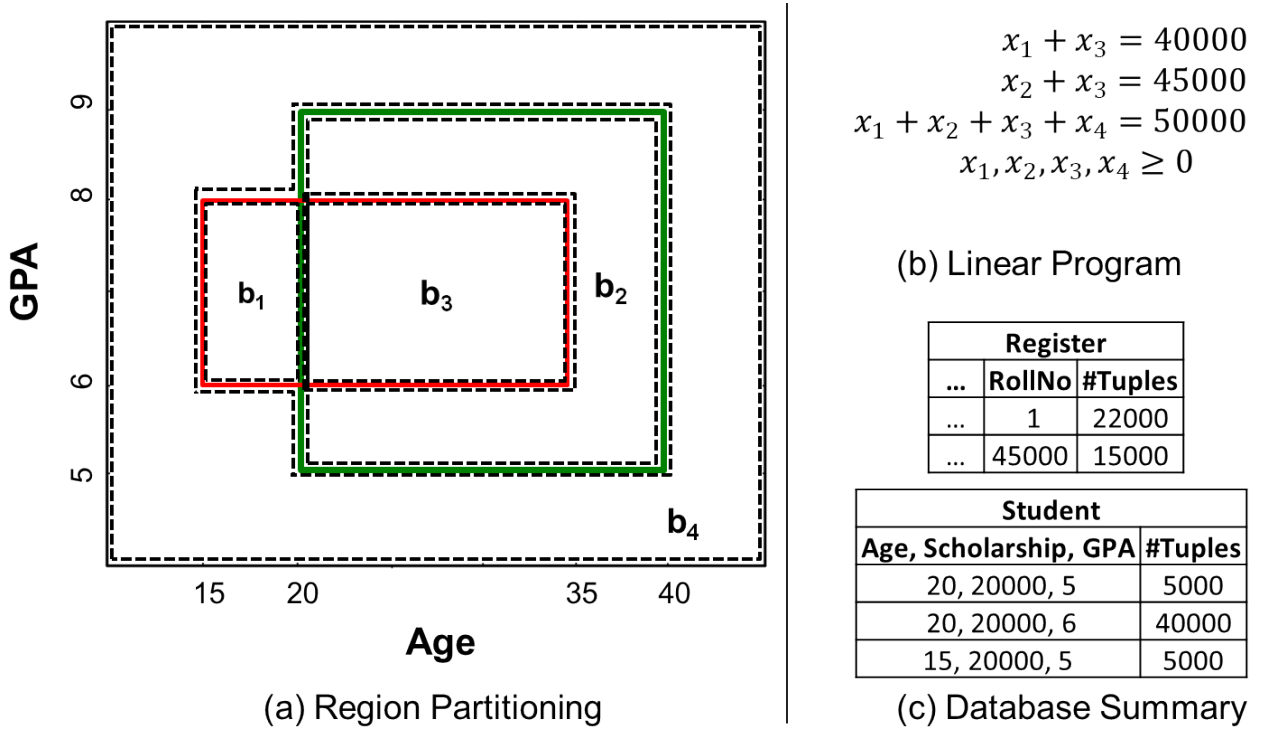 GPA
9
8
6
5
b₁
b₃
b₂
b₄
15 20 35 40
Age
(a) Region Partitioning
x₁ + x₃ = 40000
x₂ + x₃ = 45000
x₁ + x₂ + x₃ + x₄ = 50000
x₁, x₂, x₃, x₄ ≥ 0
(b) Linear Program
Register
... RollNo #Tuples
... 1 22000
... 45000 15000
Student
Age, Scholarship, GPA #Tuples
20, 20000, 5 5000
20, 20000, 6 40000
15, 20000, 5 5000
(c) Database Summary